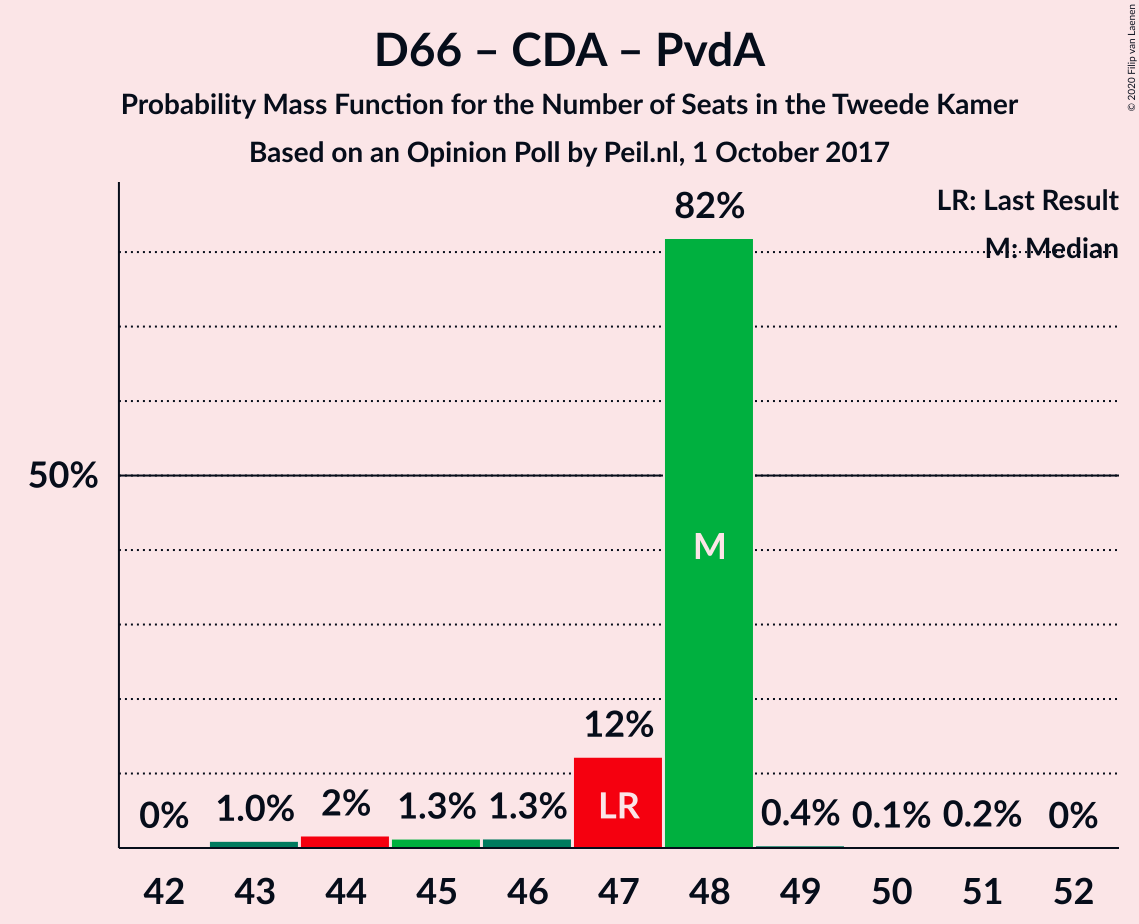 D66 – CDA – PvdA
Probability Mass Function for the Number of Seats in the Tweede Kamer
Based on an Opinion Poll by Peil.nl, 1 October 2017
© 2020 Filip van Laenen
LR: Last Result
M: Median
50%
0%
1.0%
2%
1.3%
1.3%
12%
82%
0.4%
0.1%
0.2%
0%
LR
M
42 43 44 45 46 47 48 49 50 51 52